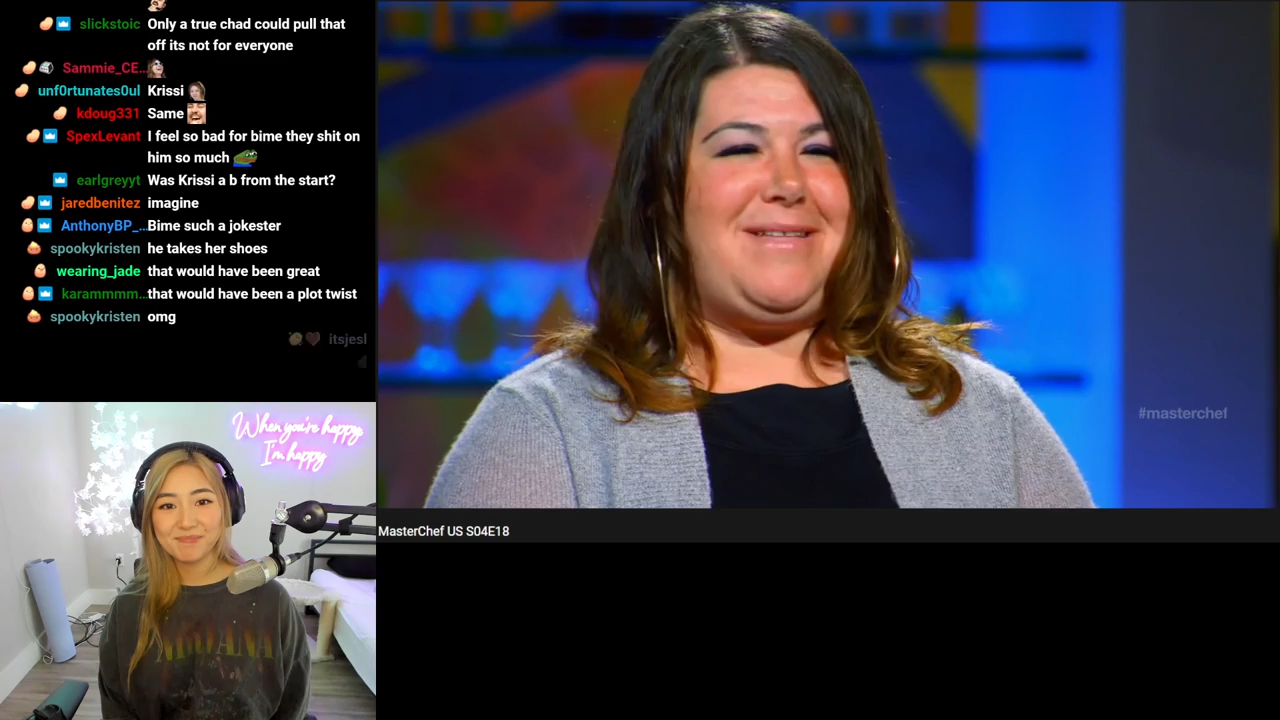 slickstoic Only a true chad could pull that
off its not for everyone
Sammie_CE...
unf0rtunates0ul Krissi
kdoug331 Same
SpexLevant I feel so bad for bime they shit on
him so much
earlgreyyt Was Krissi a b from the start?
jaredbenitez imagine
AnthonyBP_... Bime such a jokester
spookykristen he takes her shoes
wearing_jade that would have been great
karammmm... that would have been a plot twist
spookykristen omg
itsjesl
#masterchef
MasterChef US S04E18
When you're happy
I'm happy
NIRVANA